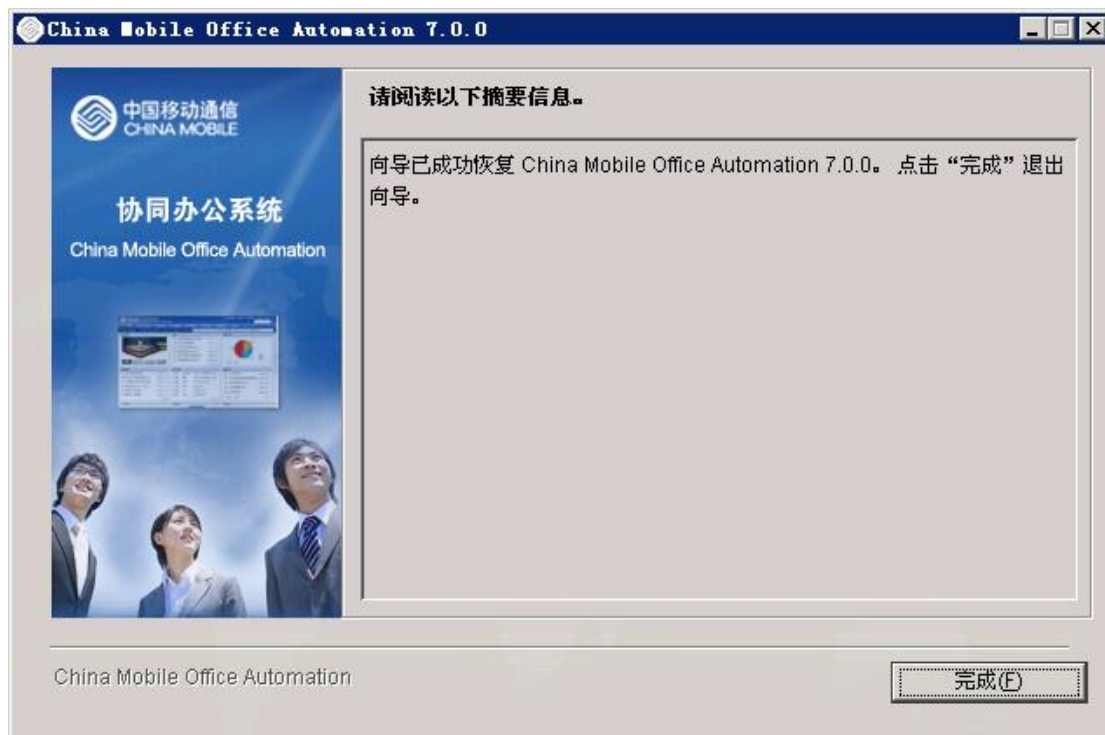 China Mobile Office Automation 7.0.0
中国移动通信
CHINA MOBILE
协同办公系统
China Mobile Office Automation
请阅读以下摘要信息。
向导已成功恢复 China Mobile Office Automation 7.0.0。 点击“完成”退出
向导。
China Mobile Office Automation
完成(F)